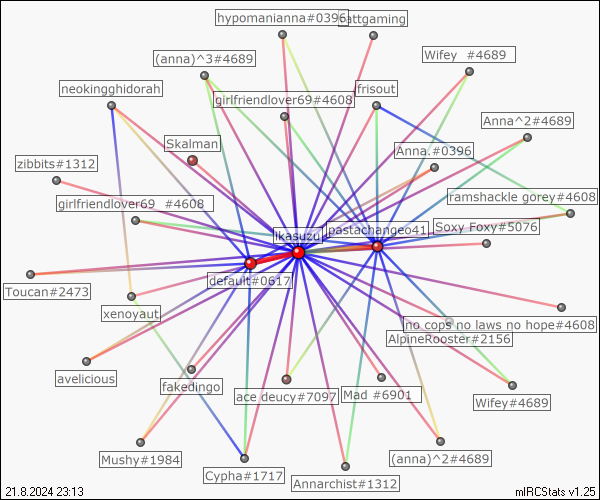 hypomanianna#0396
attgaming
(anna)^3#4689
Wifey #4689
neokingghidorah
girlfriendlover69#4608
frisout
Anna^2#4689
Skalman
Anna.#0396
zibbits#1312
girlfriendlover69 #4608
ramshackle gorey#4608
Soxy Foxy#5076
ikasuzu
pastachangeo41
default#0617
Toucan#2473
xenoyaut
no cops no laws no hope#4608
AlpineRooster#2156
avelicious
fakedingo
ace deucy#7097
Mad #6901
Wifey#4689
Mushy#1984
(anna)^2#4689
Cypha#1717
Annarchist#1312
21.8.2024 23:13
mIRCStats v1.25